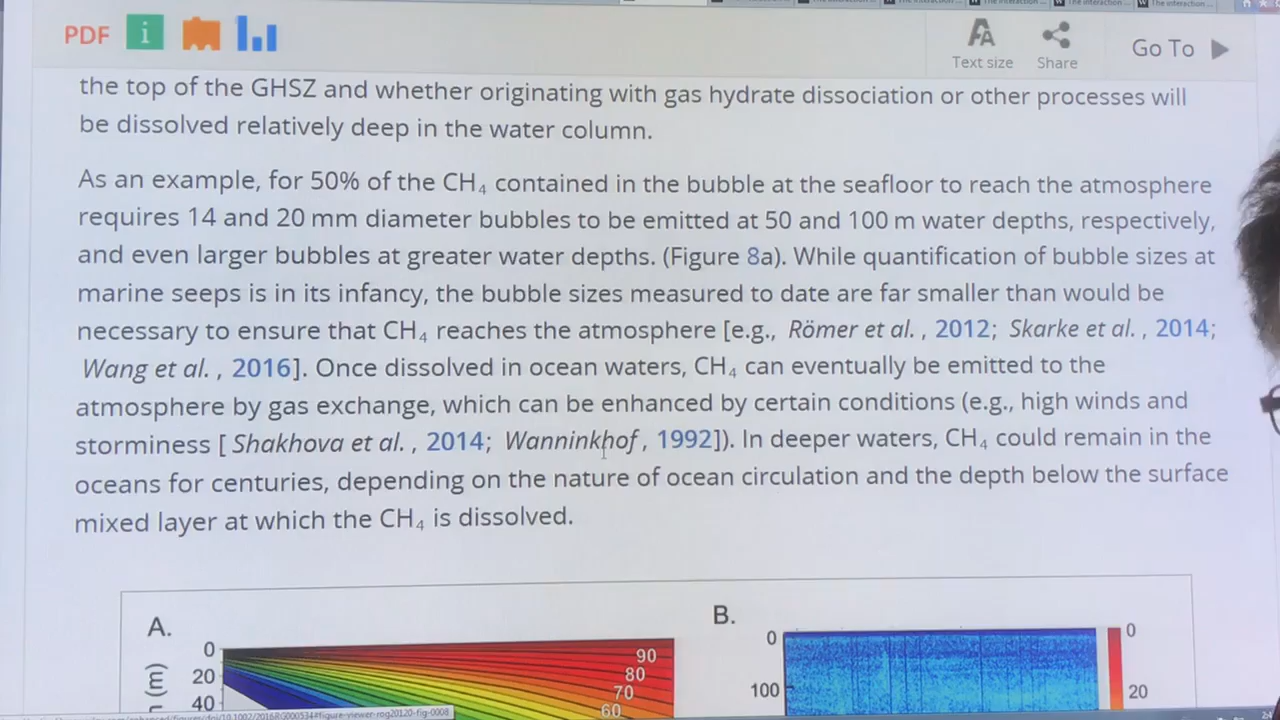 The interaction ...
The interaction ...
PDF
i
Text size
Share
Go To
the top of the GHSZ and whether originating with gas hydrate dissociation or other processes will
be dissolved relatively deep in the water column.
As an example, for 50% of the CH₄ contained in the bubble at the seafloor to reach the atmosphere
requires 14 and 20 mm diameter bubbles to be emitted at 50 and 100 m water depths, respectively,
and even larger bubbles at greater water depths. (Figure 8a). While quantification of bubble sizes at
marine seeps is in its infancy, the bubble sizes measured to date are far smaller than would be
necessary to ensure that CH₄ reaches the atmosphere [e.g., Römer et al. , 2012; Skarke et al. , 2014;
Wang et al. , 2016]. Once dissolved in ocean waters, CH₄ can eventually be emitted to the
atmosphere by gas exchange, which can be enhanced by certain conditions (e.g., high winds and
storminess [ Shakhova et al. , 2014; Wanninkhof , 1992]). In deeper waters, CH₄ could remain in the
oceans for centuries, depending on the nature of ocean circulation and the depth below the surface
mixed layer at which the CH₄ is dissolved.
A.
0
20
40
(m)
90
80
70
60
B.
0
100
0
20